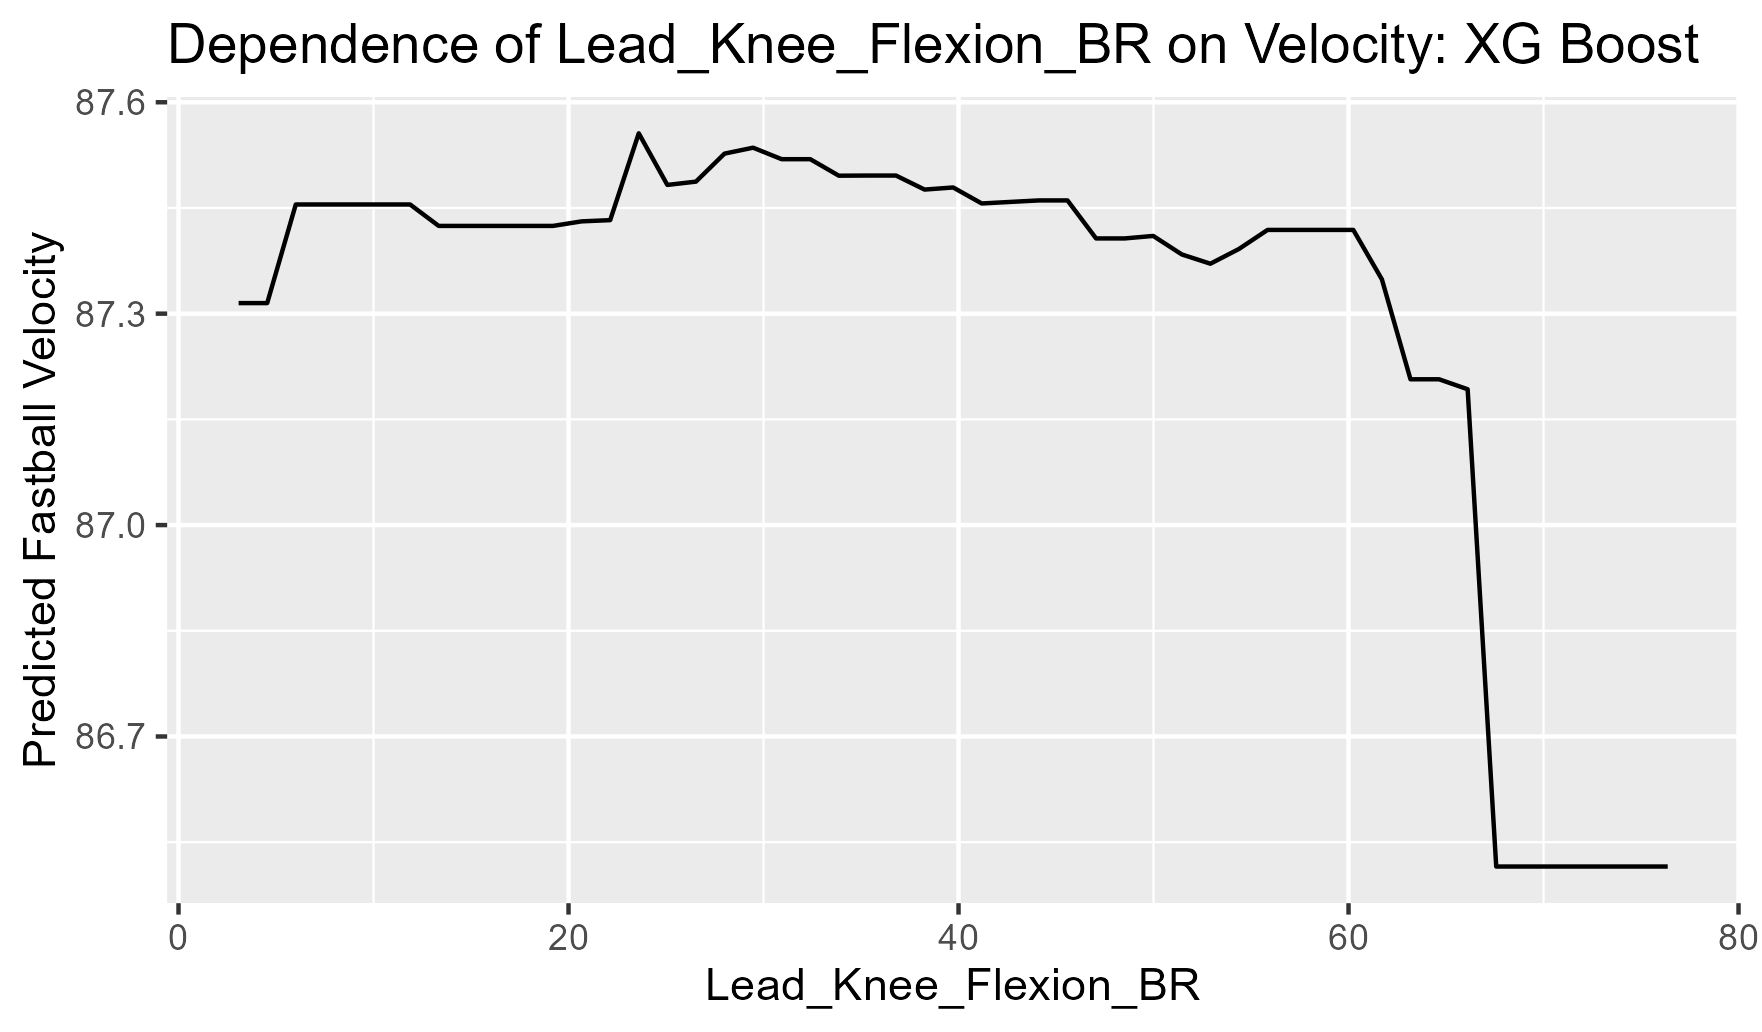 Dependence of Lead_Knee_Flexion_BR on Velocity: XG Boost
Predicted Fastball Velocity
87.6
87.3
87.0
86.7
0 20 40 60 80
Lead_Knee_Flexion_BR